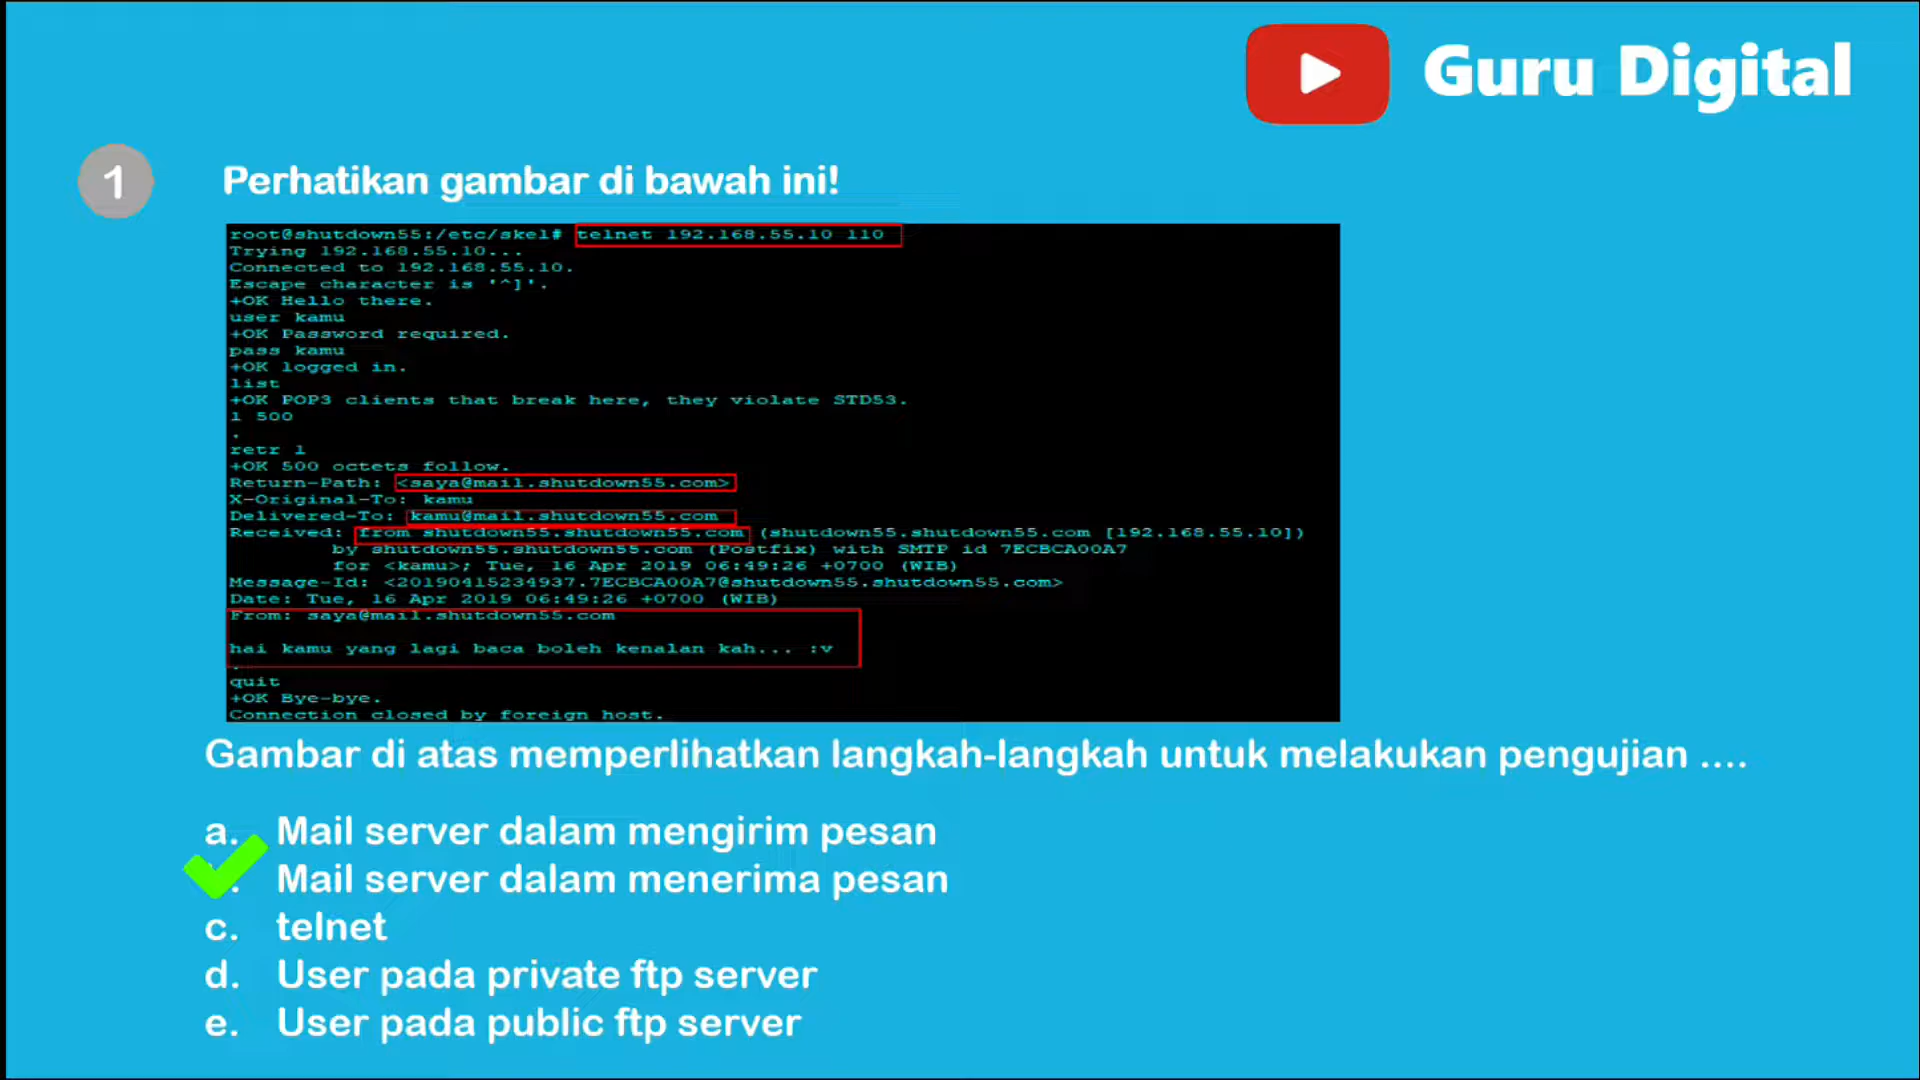 Guru Digital
1
Perhatikan gambar di bawah ini!
root@shutdown55:/etc/skel# telnet 192.168.55.10 110
Trying 192.168.55.10...
Connected to 192.168.55.10.
Escape character is '^]'.
+OK Hello there.
user kamu
+OK Password required.
pass kamu
+OK logged in.
list
+OK POP3 clients that break here, they violate STD53.
1 500
.
retr 1
+OK 500 octets follow.
Return-Path: <saya@mail.shutdown55.com>
X-Original-To: kamu
Delivered-To: kamu@mail.shutdown55.com
Received: from shutdown55.shutdown55.com (shutdown55.shutdown55.com [192.168.55.10])
by shutdown55.shutdown55.com (Postfix) with SMTP id 7ECBCA00A7
for <kamu>; Tue, 16 Apr 2019 06:49:26 +0700 (WIB)
Message-Id: <20190415234937.7ECBCA00A7@shutdown55.shutdown55.com>
Date: Tue, 16 Apr 2019 06:49:26 +0700 (WIB)
From: saya@mail.shutdown55.com
hai kamu yang lagi baca boleh kenalan kah... :v
.
quit
+OK Bye-bye.
Connection closed by foreign host.
Gambar di atas memperlihatkan langkah-langkah untuk melakukan pengujian ....
a. Mail server dalam mengirim pesan
Mail server dalam menerima pesan
c. telnet
d. User pada private ftp server
e. User pada public ftp server